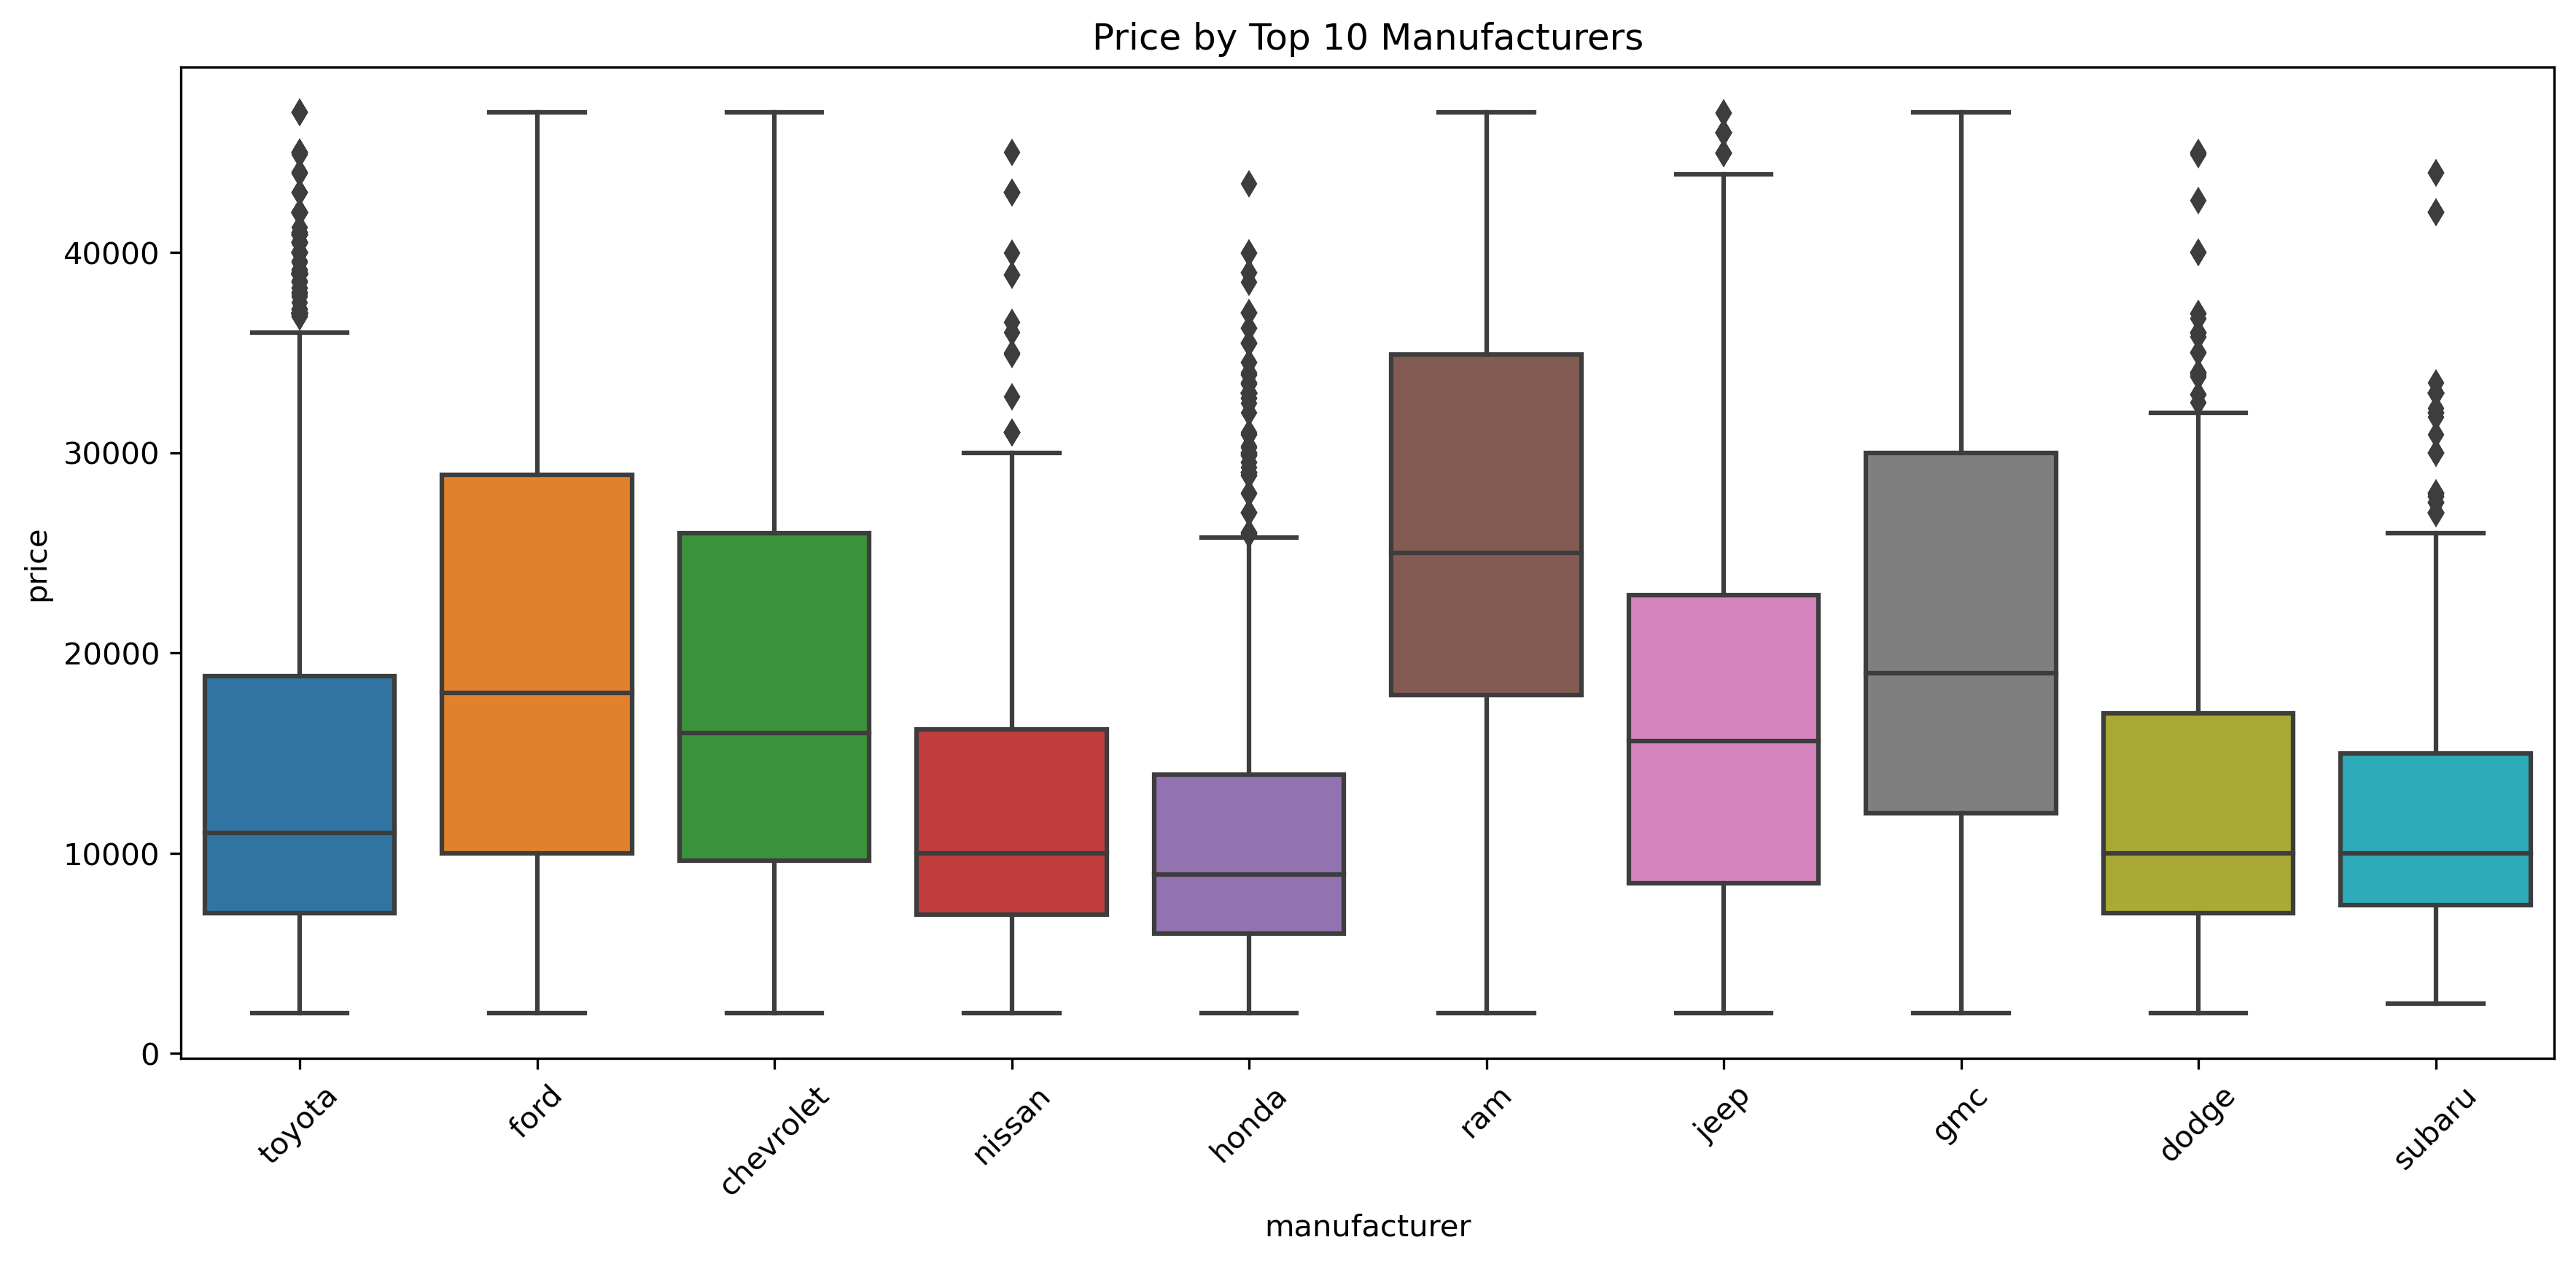 Price by Top 10 Manufacturers
price
40000
30000
20000
10000
0
toyota
ford
chevrolet
nissan
honda
ram
jeep
gmc
dodge
subaru
manufacturer